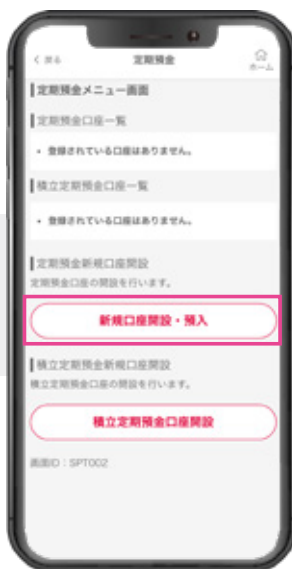 く 戻る 定期預金 ホーム
定期預金メニュー画面
定期預金口座一覧
・ 登録されている口座はありません。
積立定期預金口座一覧
・ 登録されている口座はありません。
定期預金新規口座開設
定期預金口座の開設を行います。
新規口座開設・預入
積立定期預金新規口座開設
積立定期預金口座の開設を行います。
積立定期預金口座開設
画面ID：SPT002